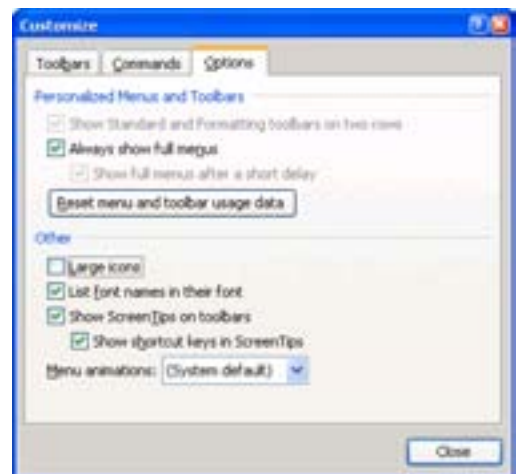 Customize
Toolbars Commands Options
Personalized Menus and Toolbars
Show Standard and Formatting toolbars on two rows
Always show full menus
Show full menus after a short delay
Reset menu and toolbar usage data
Other
Large icons
List font names in their font
Show ScreenTips on toolbars
Show shortcut keys in ScreenTips
Menu animations: (System default)
Close